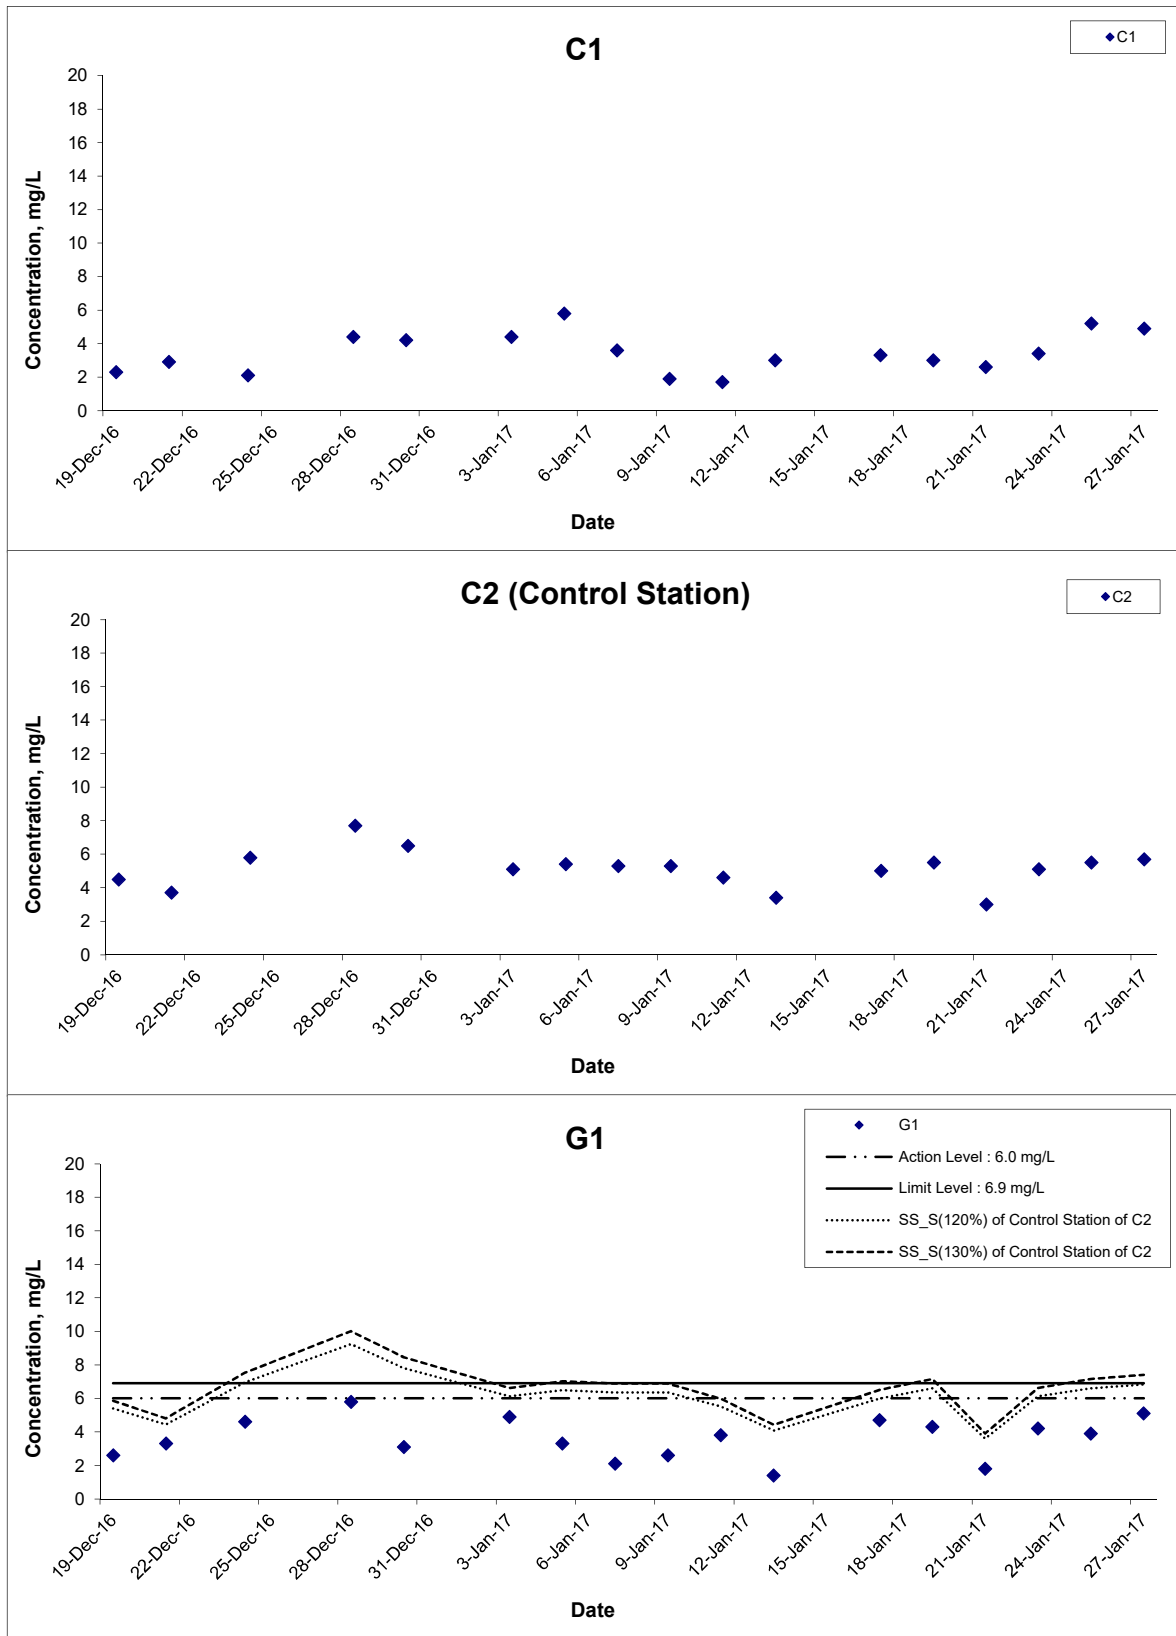 C1
C1
20
18
16
14
12
10
8
6
4
2
0
Concentration, mg/L
19-Dec-16
22-Dec-16
25-Dec-16
28-Dec-16
31-Dec-16
3-Jan-17
6-Jan-17
9-Jan-17
12-Jan-17
15-Jan-17
18-Jan-17
21-Jan-17
24-Jan-17
27-Jan-17
Date
C2 (Control Station)
C2
20
18
16
14
12
10
8
6
4
2
0
Concentration, mg/L
19-Dec-16
22-Dec-16
25-Dec-16
28-Dec-16
31-Dec-16
3-Jan-17
6-Jan-17
9-Jan-17
12-Jan-17
15-Jan-17
18-Jan-17
21-Jan-17
24-Jan-17
27-Jan-17
Date
G1
G1
Action Level : 6.0 mg/L
Limit Level : 6.9 mg/L
SS_S(120%) of Control Station of C2
SS_S(130%) of Control Station of C2
20
18
16
14
12
10
8
6
4
2
0
Concentration, mg/L
19-Dec-16
22-Dec-16
25-Dec-16
28-Dec-16
31-Dec-16
3-Jan-17
6-Jan-17
9-Jan-17
12-Jan-17
15-Jan-17
18-Jan-17
21-Jan-17
24-Jan-17
27-Jan-17
Date